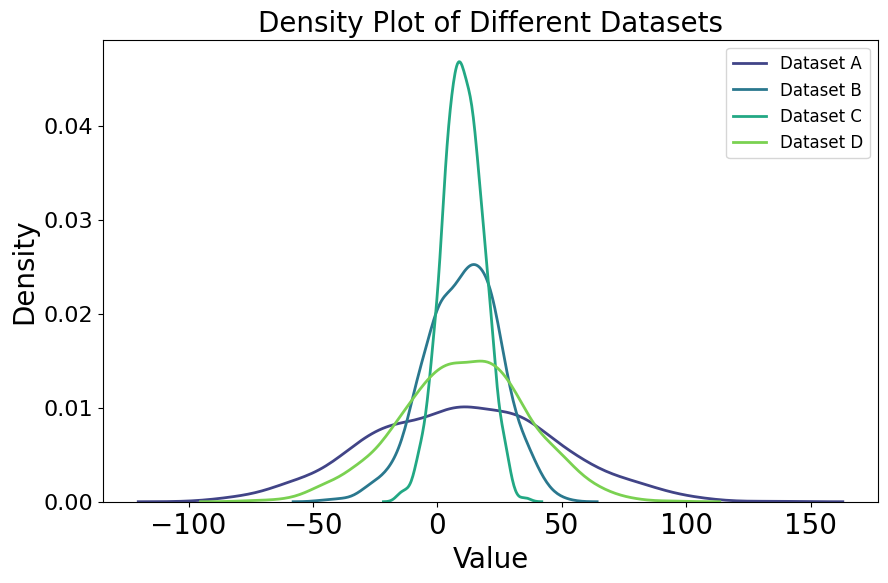 Density Plot of Different Datasets
Dataset A
Dataset B
Dataset C
Dataset D
Density
0.04
0.03
0.02
0.01
0.00
−100
−50
0
50
100
150
Value